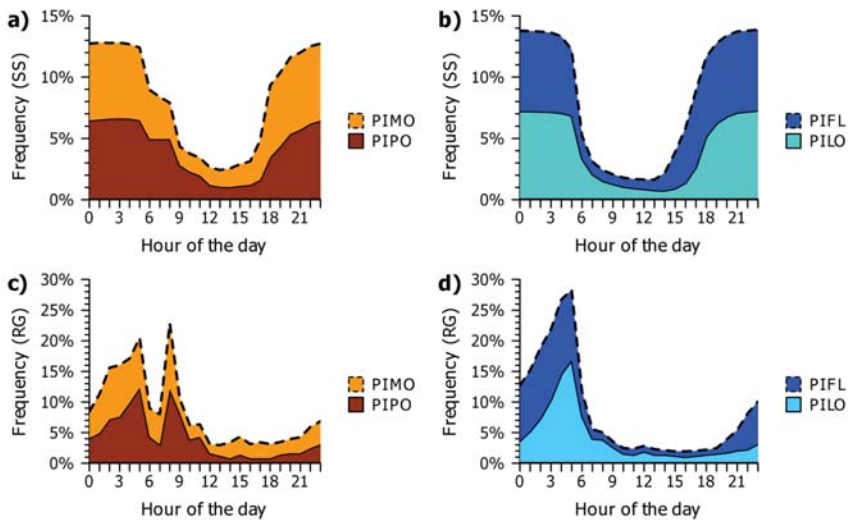 a)
Frequency (SS)
15%
10%
5%
0%
0 3 6 9 12 15 18 21
Hour of the day
PIMO
PIPO
b)
Frequency (SS)
15%
10%
5%
0%
0 3 6 9 12 15 18 21
Hour of the day
PIFL
PILO
c)
Frequency (RG)
30%
25%
20%
15%
10%
5%
0%
0 3 6 9 12 15 18 21
Hour of the day
PIMO
PIPO
d)
Frequency (RG)
30%
25%
20%
15%
10%
5%
0%
0 3 6 9 12 15 18 21
Hour of the day
PIFL
PILO